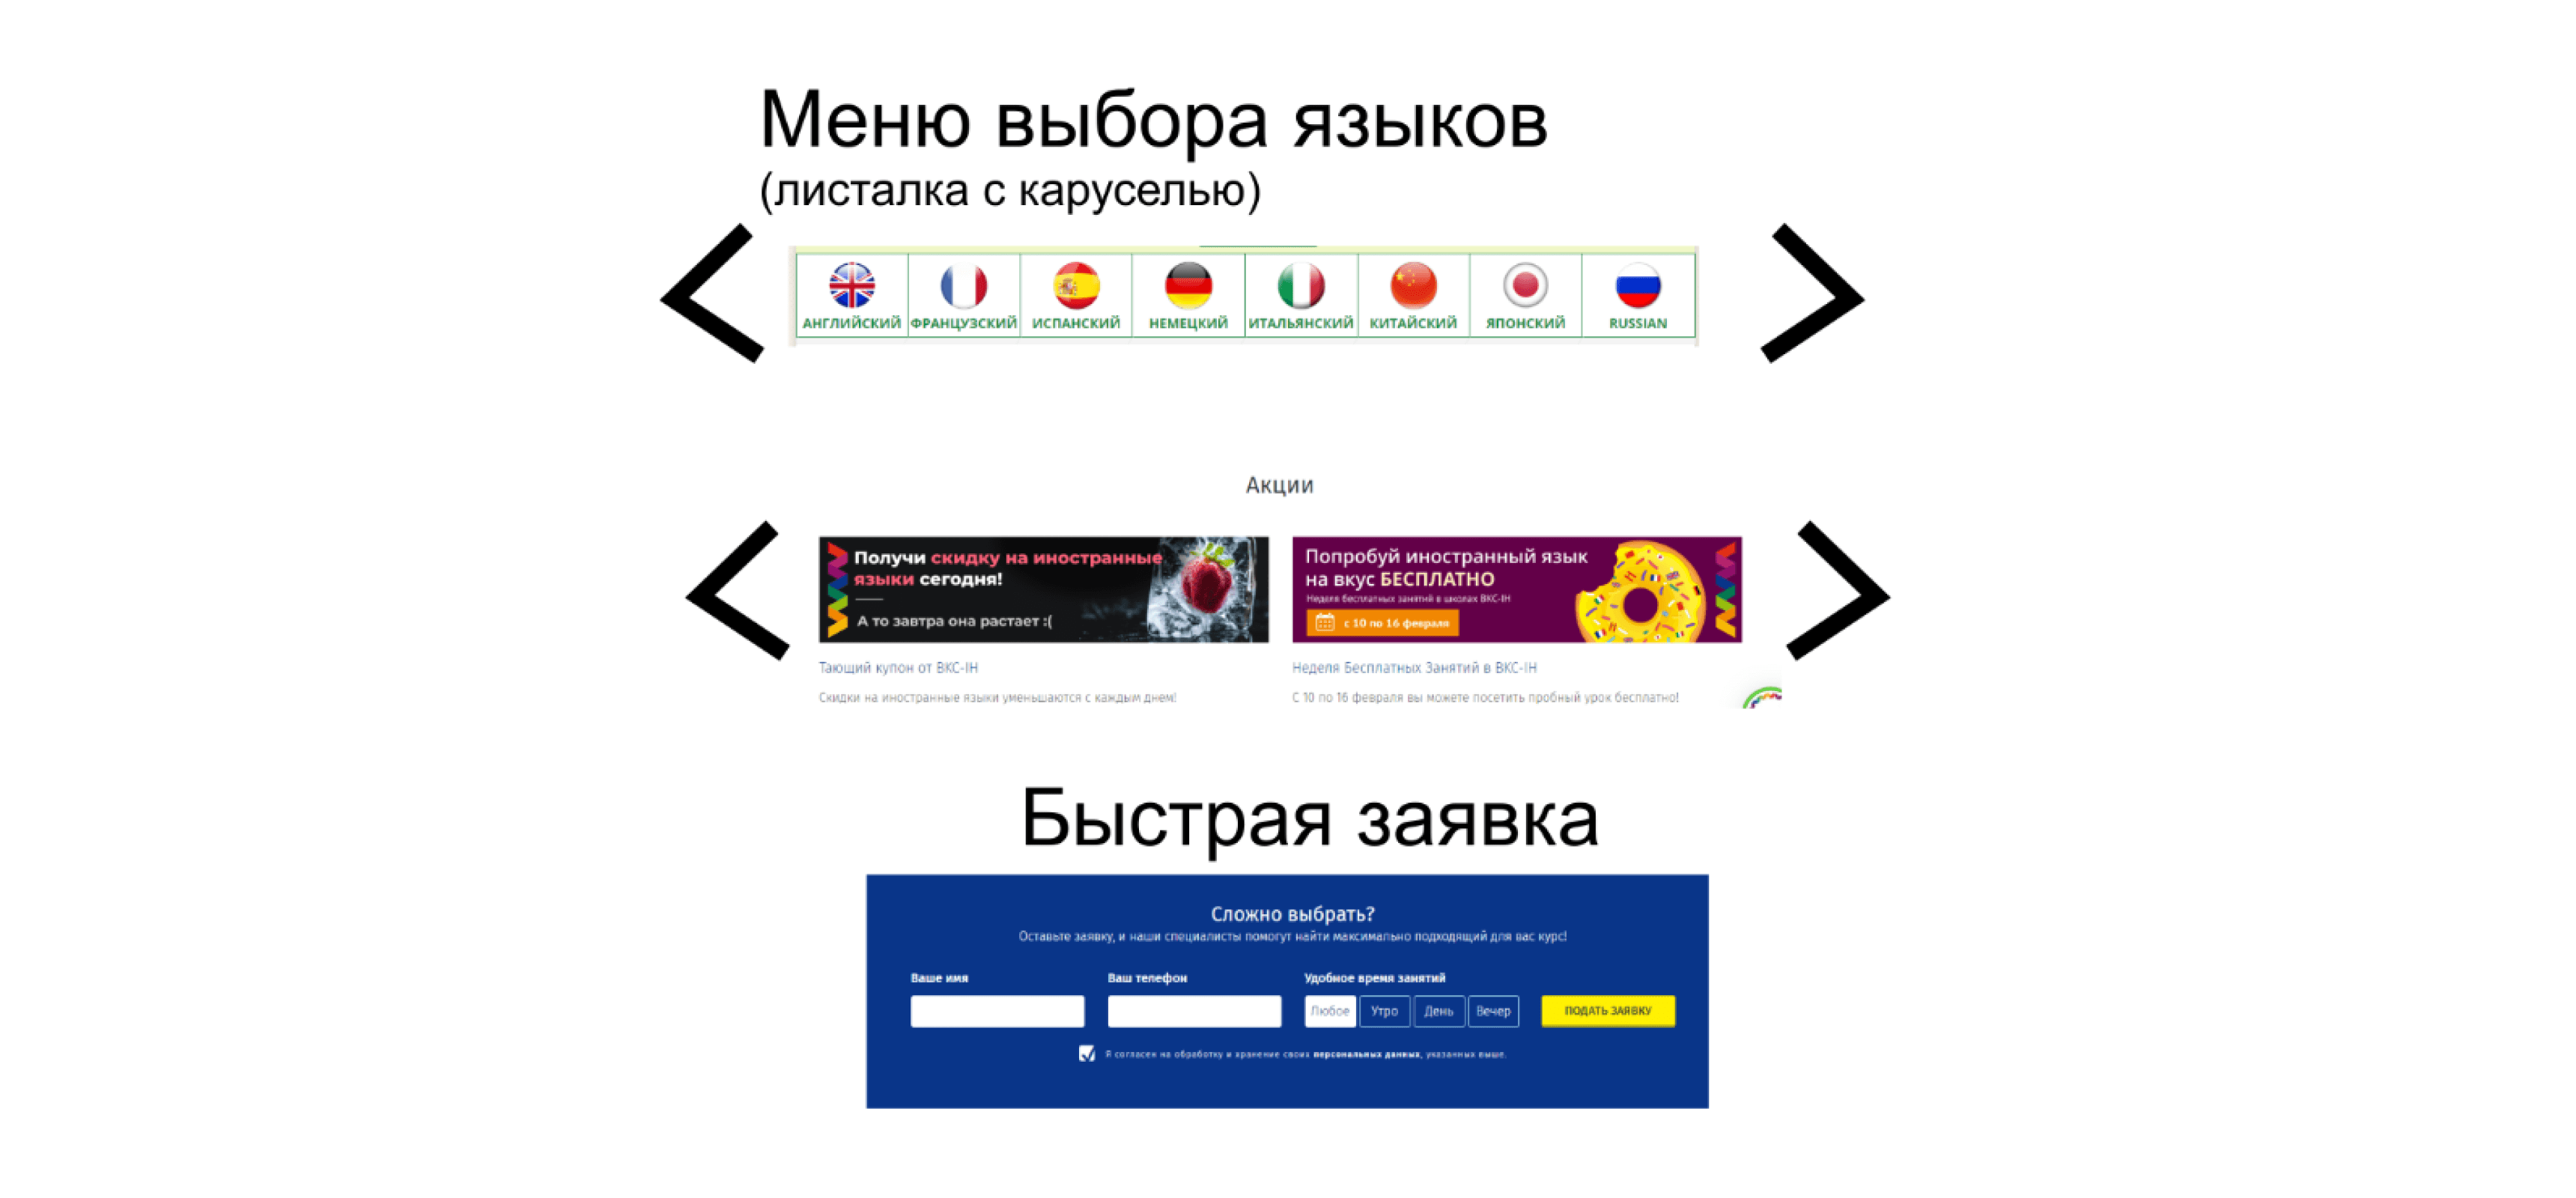 Меню выбора языков
(листалка с каруселью)
АНГЛИЙСКИЙ ФРАНЦУЗСКИЙ ИСПАНСКИЙ НЕМЕЦКИЙ ИТАЛЬЯНСКИЙ КИТАЙСКИЙ ЯПОНСКИЙ RUSSIAN
Акции
Получи скидку на иностранные
языки сегодня!
А то завтра она растает :(
Попробуй иностранный язык
на вкус БЕСПЛАТНО
Неделя бесплатных занятий в школах ВКС-IH
с 10 по 16 февраля
Тающий купон от ВКС-IH
Скидки на иностранные языки уменьшаются с каждым днем!
Неделя Бесплатных Занятий в ВКС-IH
С 10 по 16 февраля вы можете посетить пробный урок бесплатно!
Быстрая заявка
Сложно выбрать?
Оставьте заявку, и наши специалисты помогут найти максимально подходящий для вас курс!
Ваше имя Ваш телефон Удобное время занятий
Любое Утро День Вечер ПОДАТЬ ЗАЯВКУ
Я согласен на обработку и хранение своих персональных данных, указанных выше.